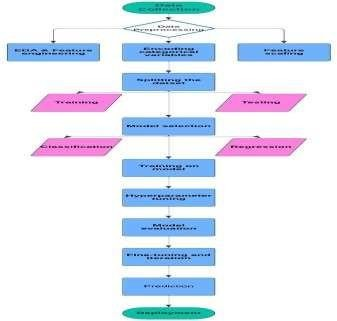 Data
Collection
Data
Preprocessing
EDA & Feature
engineering
Encoding
categorical
variables
Feature
scaling
Splitting the
datset
Training
Testing
Model selection
Classification
Regression
Training on
model
Hyperparameter
tuning
Model
evaluation
Fine-tuning and
Iteration
Prediction
Deployment